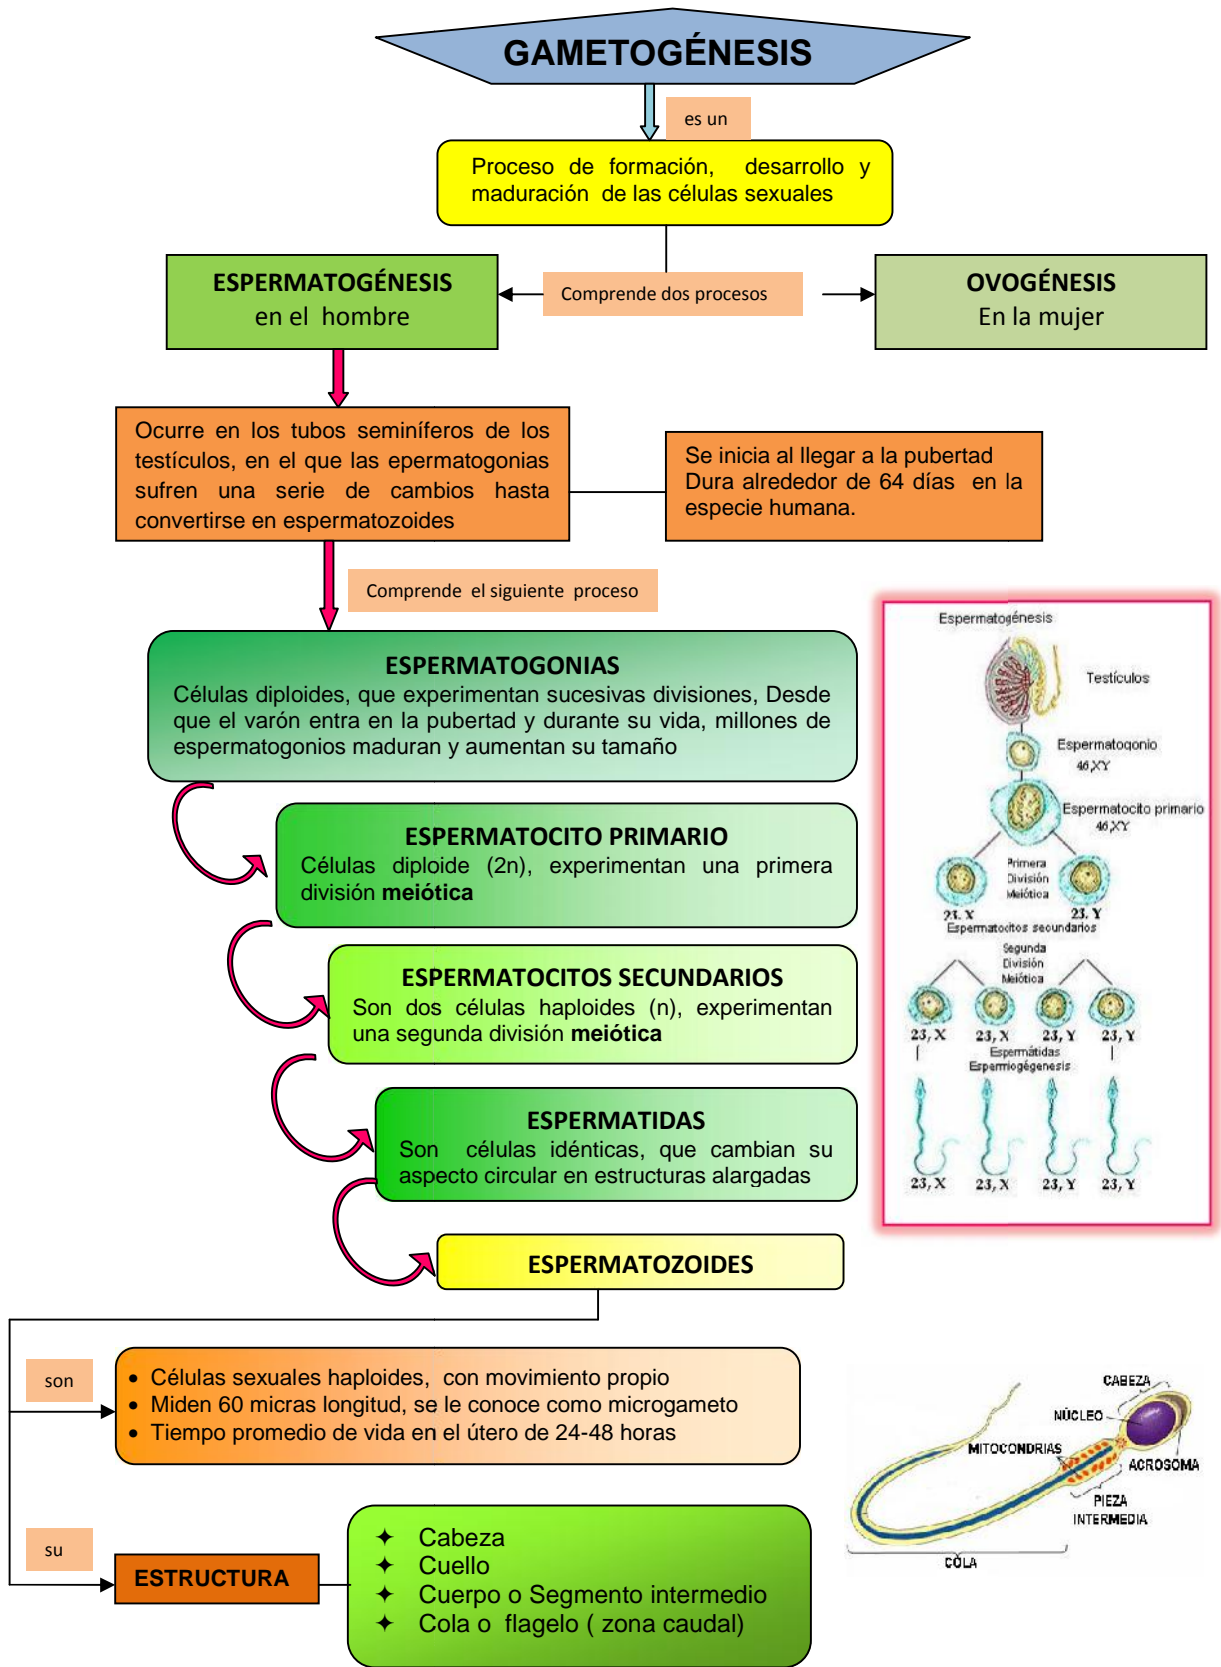 GAMETOGÉNESIS
es un
Proceso de formación, desarrollo y
maduración de las células sexuales
ESPERMATOGÉNESIS
en el hombre
Comprende dos procesos
OVOGÉNESIS
En la mujer
Ocurre en los tubos seminíferos de los
testículos, en el que las epermatogonias
sufren una serie de cambios hasta
convertirse en espermatozoides
Se inicia al llegar a la pubertad
Dura alrededor de 64 días en la
especie humana.
Comprende el siguiente proceso
ESPERMATOGONIAS
Células diploides, que experimentan sucesivas divisiones, Desde
que el varón entra en la pubertad y durante su vida, millones de
espermatogonios maduran y aumentan su tamaño
ESPERMATOCITO PRIMARIO
Células diploide (2n), experimentan una primera
división meiótica
ESPERMATOCITOS SECUNDARIOS
Son dos células haploides (n), experimentan
una segunda división meiótica
ESPERMATIDAS
Son células idénticas, que cambian su
aspecto circular en estructuras alargadas
ESPERMATOZOIDES
Espermatogénesis
Testículos
Espermatogonio
46,XY
Espermatocito primario
46,XY
Primera
División
Meiótica
23, X 23, Y
Espermatocitos secundarios
Segunda
División
Meiótica
23, X 23, X 23, Y 23, Y
Espermátidas
Espermiogégenesis
23, X 23, X 23, Y 23, Y
son
• Células sexuales haploides, con movimiento propio
• Miden 60 micras longitud, se le conoce como microgameto
• Tiempo promedio de vida en el útero de 24-48 horas
su
ESTRUCTURA
✦ Cabeza
✦ Cuello
✦ Cuerpo o Segmento intermedio
✦ Cola o flagelo ( zona caudal)
CABEZA
NÚCLEO
MITOCONDRIAS
ACROSOMA
PIEZA
INTERMEDIA
COLA